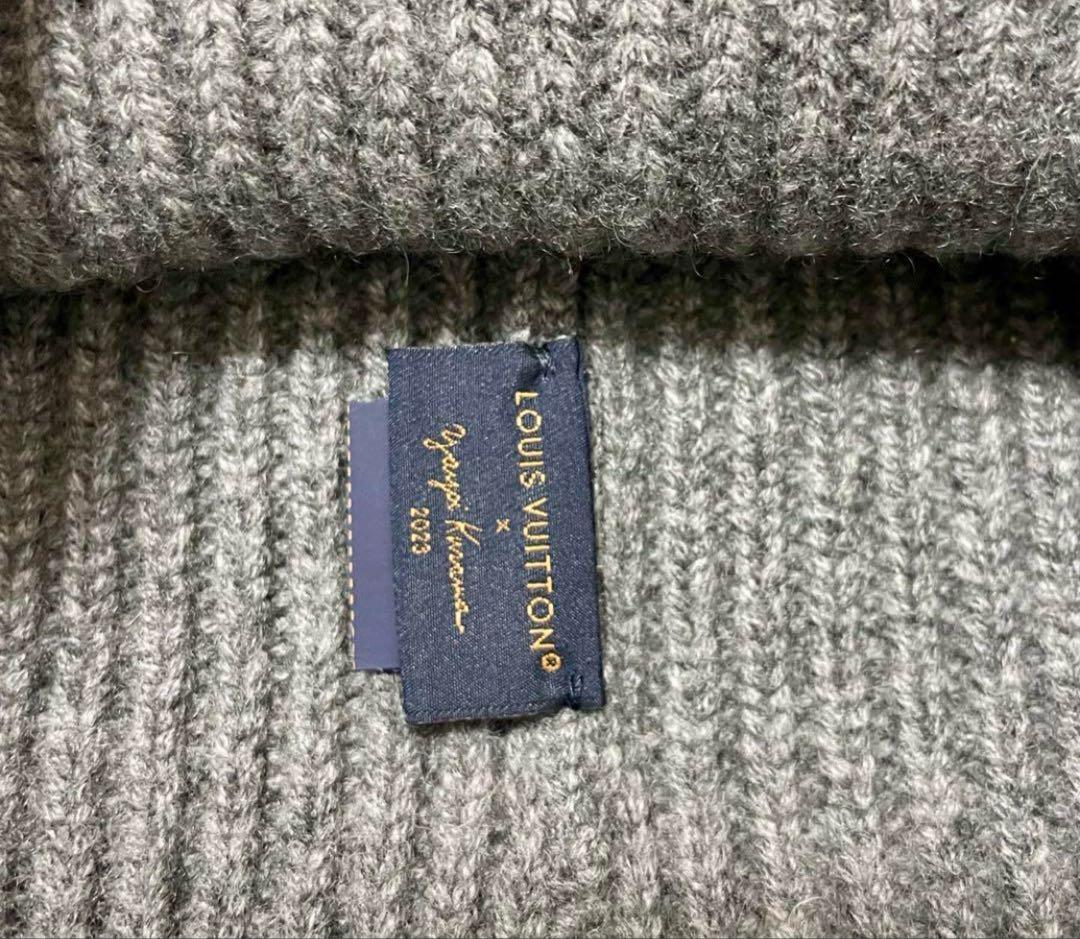 LOUIS VUITTON®
×
Yayoi Kusama
2023